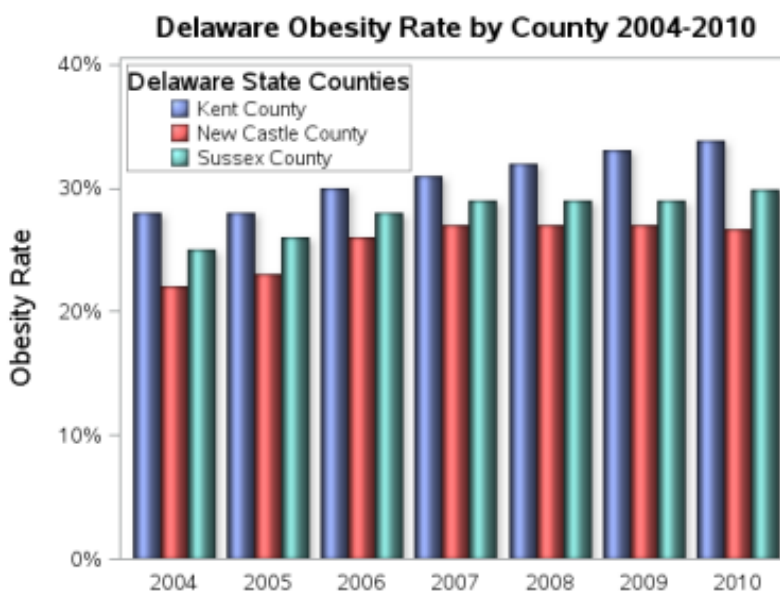 Delaware Obesity Rate by County 2004-2010
40%
Delaware State Counties
Kent County
New Castle County
Sussex County
30%
Obesity Rate
20%
10%
0%
2004 2005 2006 2007 2008 2009 2010